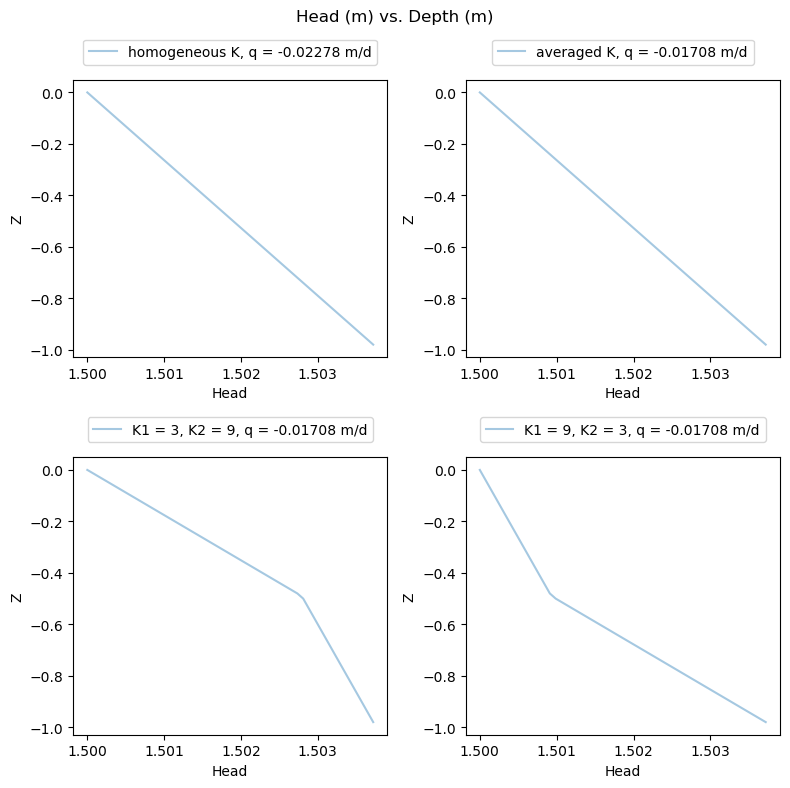 Head (m) vs. Depth (m)
homogeneous K, q = -0.02278 m/d
0.0
−0.2
−0.4
−0.6
−0.8
−1.0
Z
1.500 1.501 1.502 1.503
Head
averaged K, q = -0.01708 m/d
0.0
−0.2
−0.4
−0.6
−0.8
−1.0
Z
1.500 1.501 1.502 1.503
Head
K1 = 3, K2 = 9, q = -0.01708 m/d
0.0
−0.2
−0.4
−0.6
−0.8
−1.0
Z
1.500 1.501 1.502 1.503
Head
K1 = 9, K2 = 3, q = -0.01708 m/d
0.0
−0.2
−0.4
−0.6
−0.8
−1.0
Z
1.500 1.501 1.502 1.503
Head